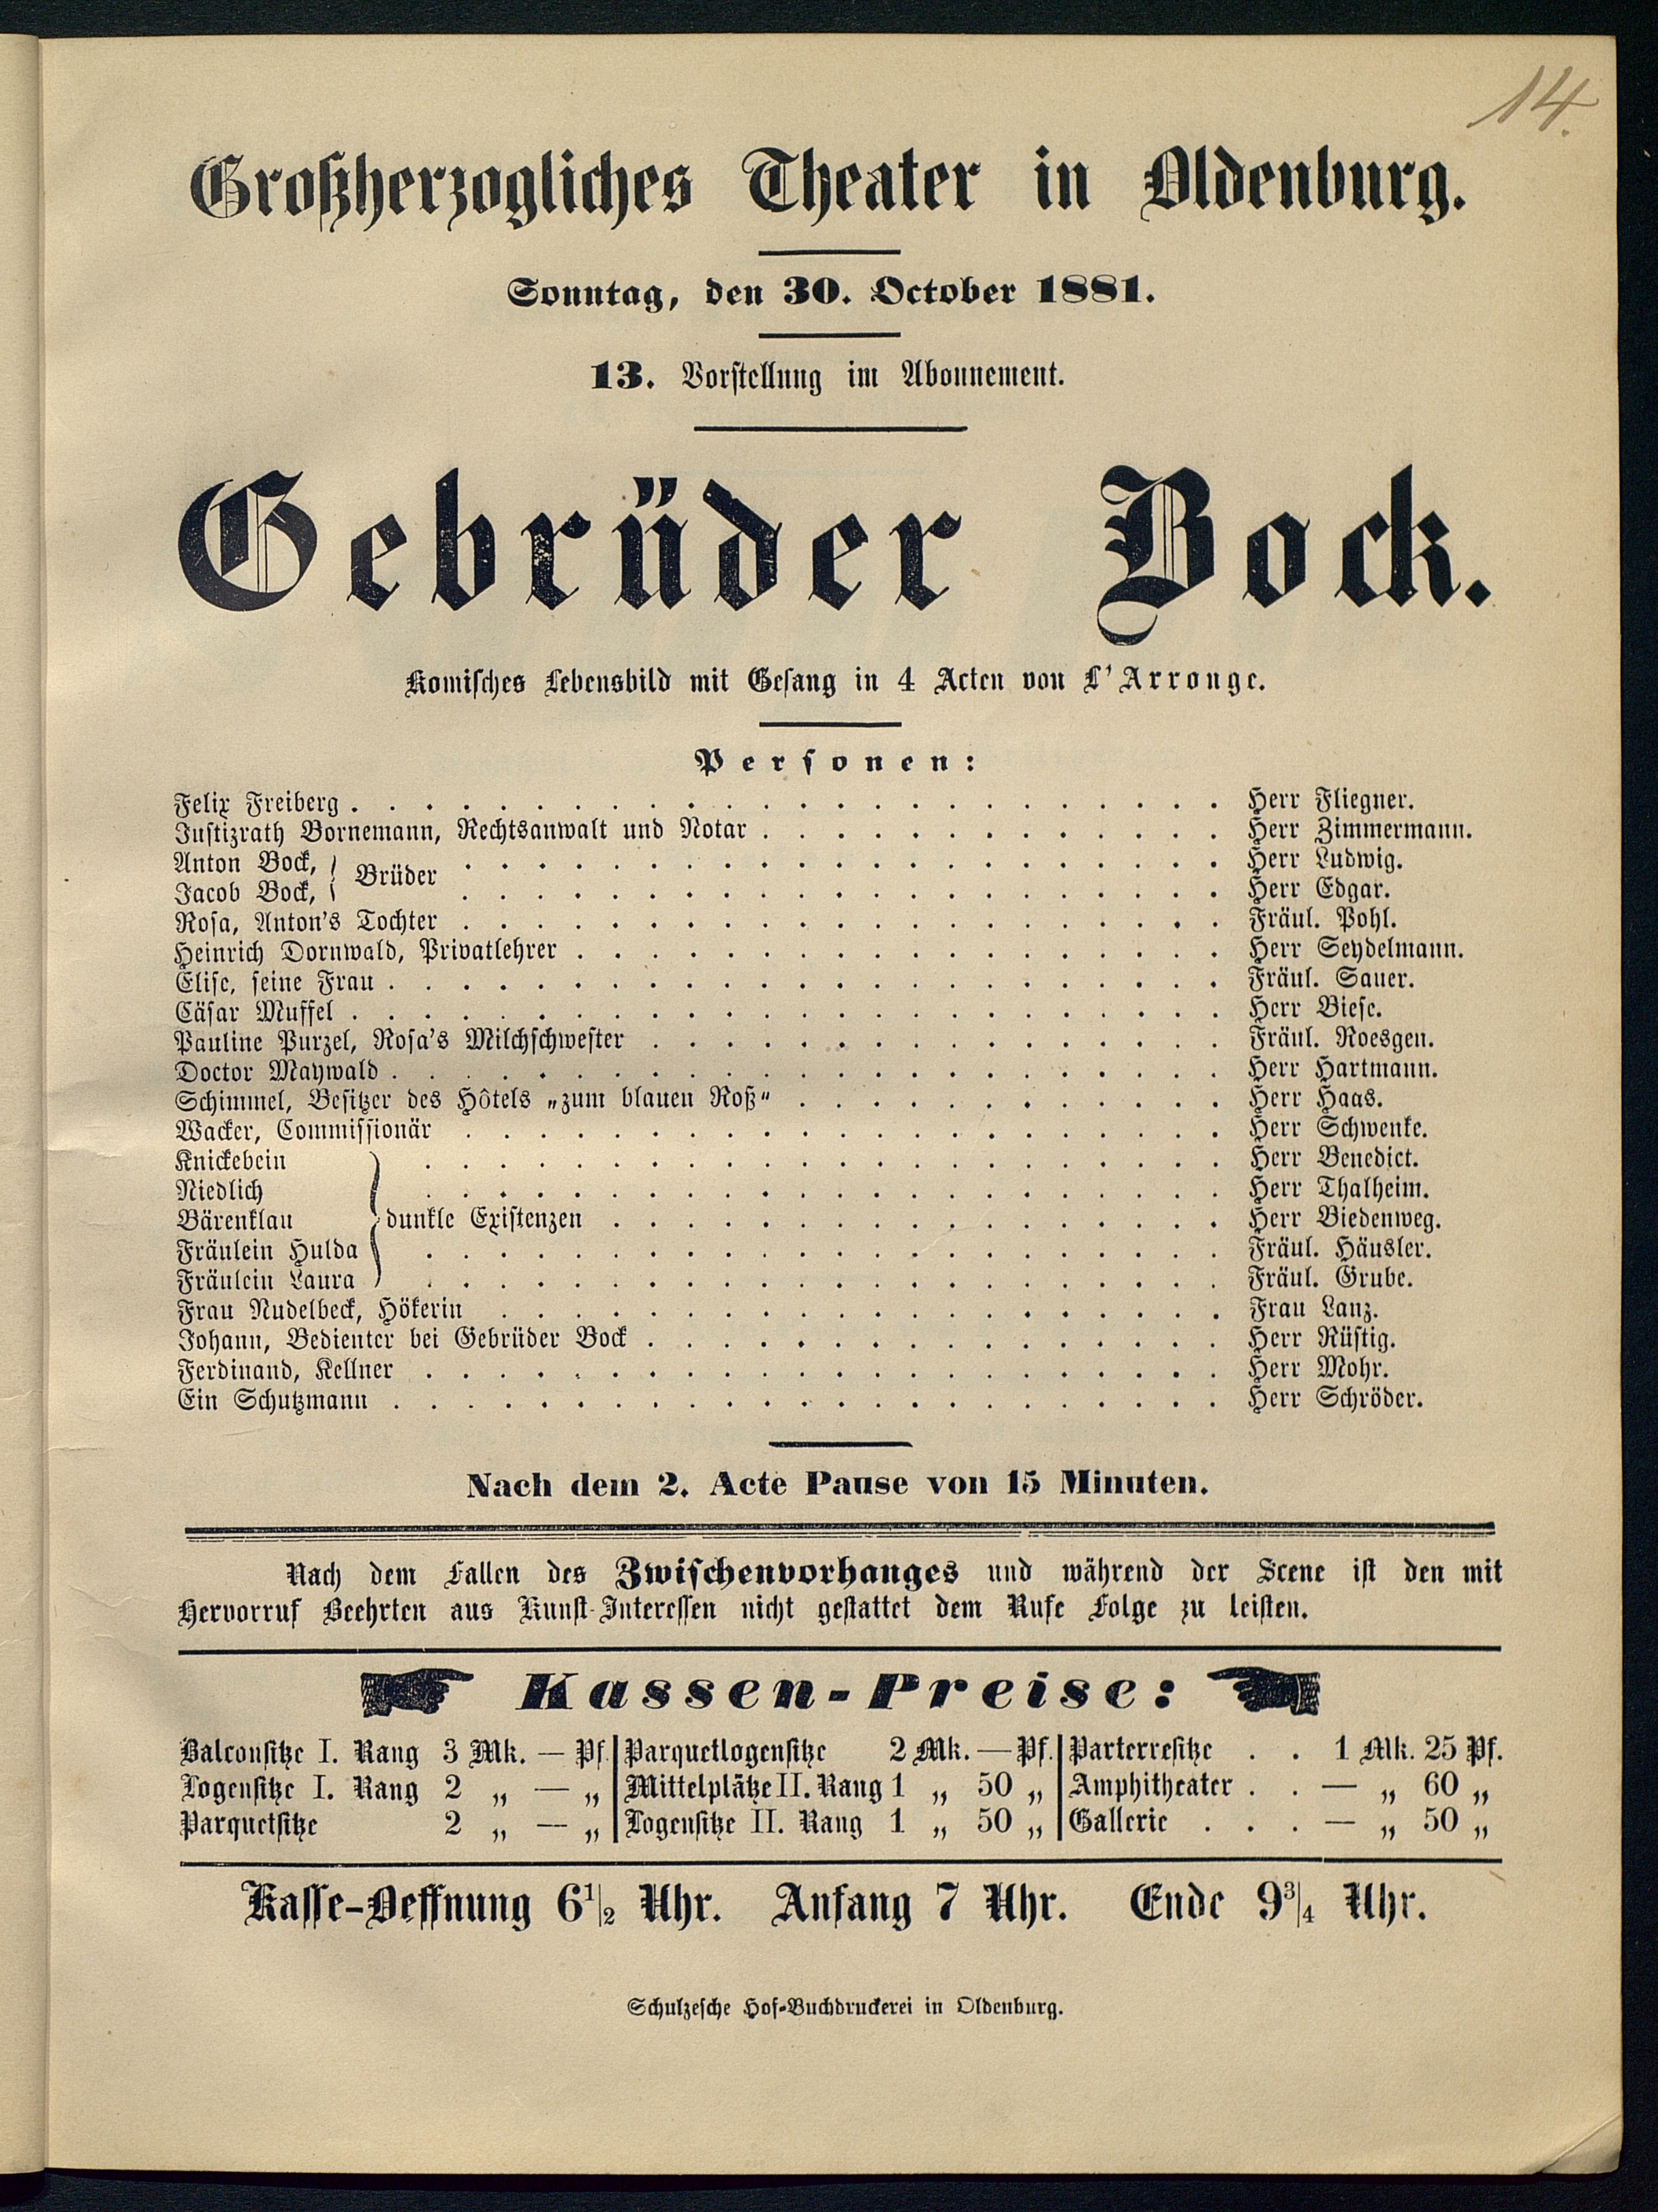 14.
Großherzogliches Theater in Oldenburg.
Sonntag, den 30. October 1881.
13. Vorstellung im Abonnement.
Gebrüder Bock.
Komisches Lebensbild mit Gesang in 4 Acten von L'Arronge.
Personen:
Felix Freiberg . . . Herr Fliegner.
Justizrath Bornemann, Rechtsanwalt und Notar . . . Herr Zimmermann.
Anton Bock, } Brüder . . . Herr Ludwig.
Jacob Bock, } . . . Herr Edgar.
Rosa, Anton's Tochter . . . Fräul. Pohl.
Heinrich Dornwald, Privatlehrer . . . Herr Seydelmann.
Elise, seine Frau . . . Fräul. Sauer.
Cäsar Muffel . . . Herr Biese.
Pauline Purzel, Rosa's Milchschwester . . . Fräul. Roesgen.
Doctor Maywald . . . Herr Hartmann.
Schimmel, Besitzer des Hôtels „zum blauen Roß" . . . Herr Haas.
Wacker, Commissionär . . . Herr Schwenke.
Knickebein . . . Herr Benedict.
Niedlich . . . Herr Thalheim.
Bärenklau } dunkle Existenzen . . . Herr Biedenweg.
Fräulein Hulda . . . Fräul. Häusler.
Fräulein Laura . . . Fräul. Grube.
Frau Nudelbeck, Hökerin . . . Frau Lanz.
Johann, Bedienter bei Gebrüder Bock . . . Herr Rüstig.
Ferdinand, Kellner . . . Herr Mohr.
Ein Schutzmann . . . Herr Schröder.
Nach dem 2. Acte Pause von 15 Minuten.
Nach dem Fallen des Zwischenvorhanges und während der Scene ist den mit
Hervorruf Beehrten aus Kunst-Interessen nicht gestattet dem Rufe Folge zu leisten.
Kassen-Preise:
Balconsitze I. Rang 3 Mk. — Pf. | Parquetlogensitze 2 Mk. — Pf. | Parterresitze . . 1 Mk. 25 Pf.
Logensitze I. Rang 2 „ — „ | Mittelplätze II. Rang 1 „ 50 „ | Amphitheater . . — „ 60 „
Parquetsitze 2 „ — „ | Logensitze II. Rang 1 „ 50 „ | Gallerie . . . — „ 50 „
Kasse-Oeffnung 6 1/2 Uhr. Anfang 7 Uhr. Ende 9 3/4 Uhr.
Schulzesche Hof-Buchdruckerei in Oldenburg.